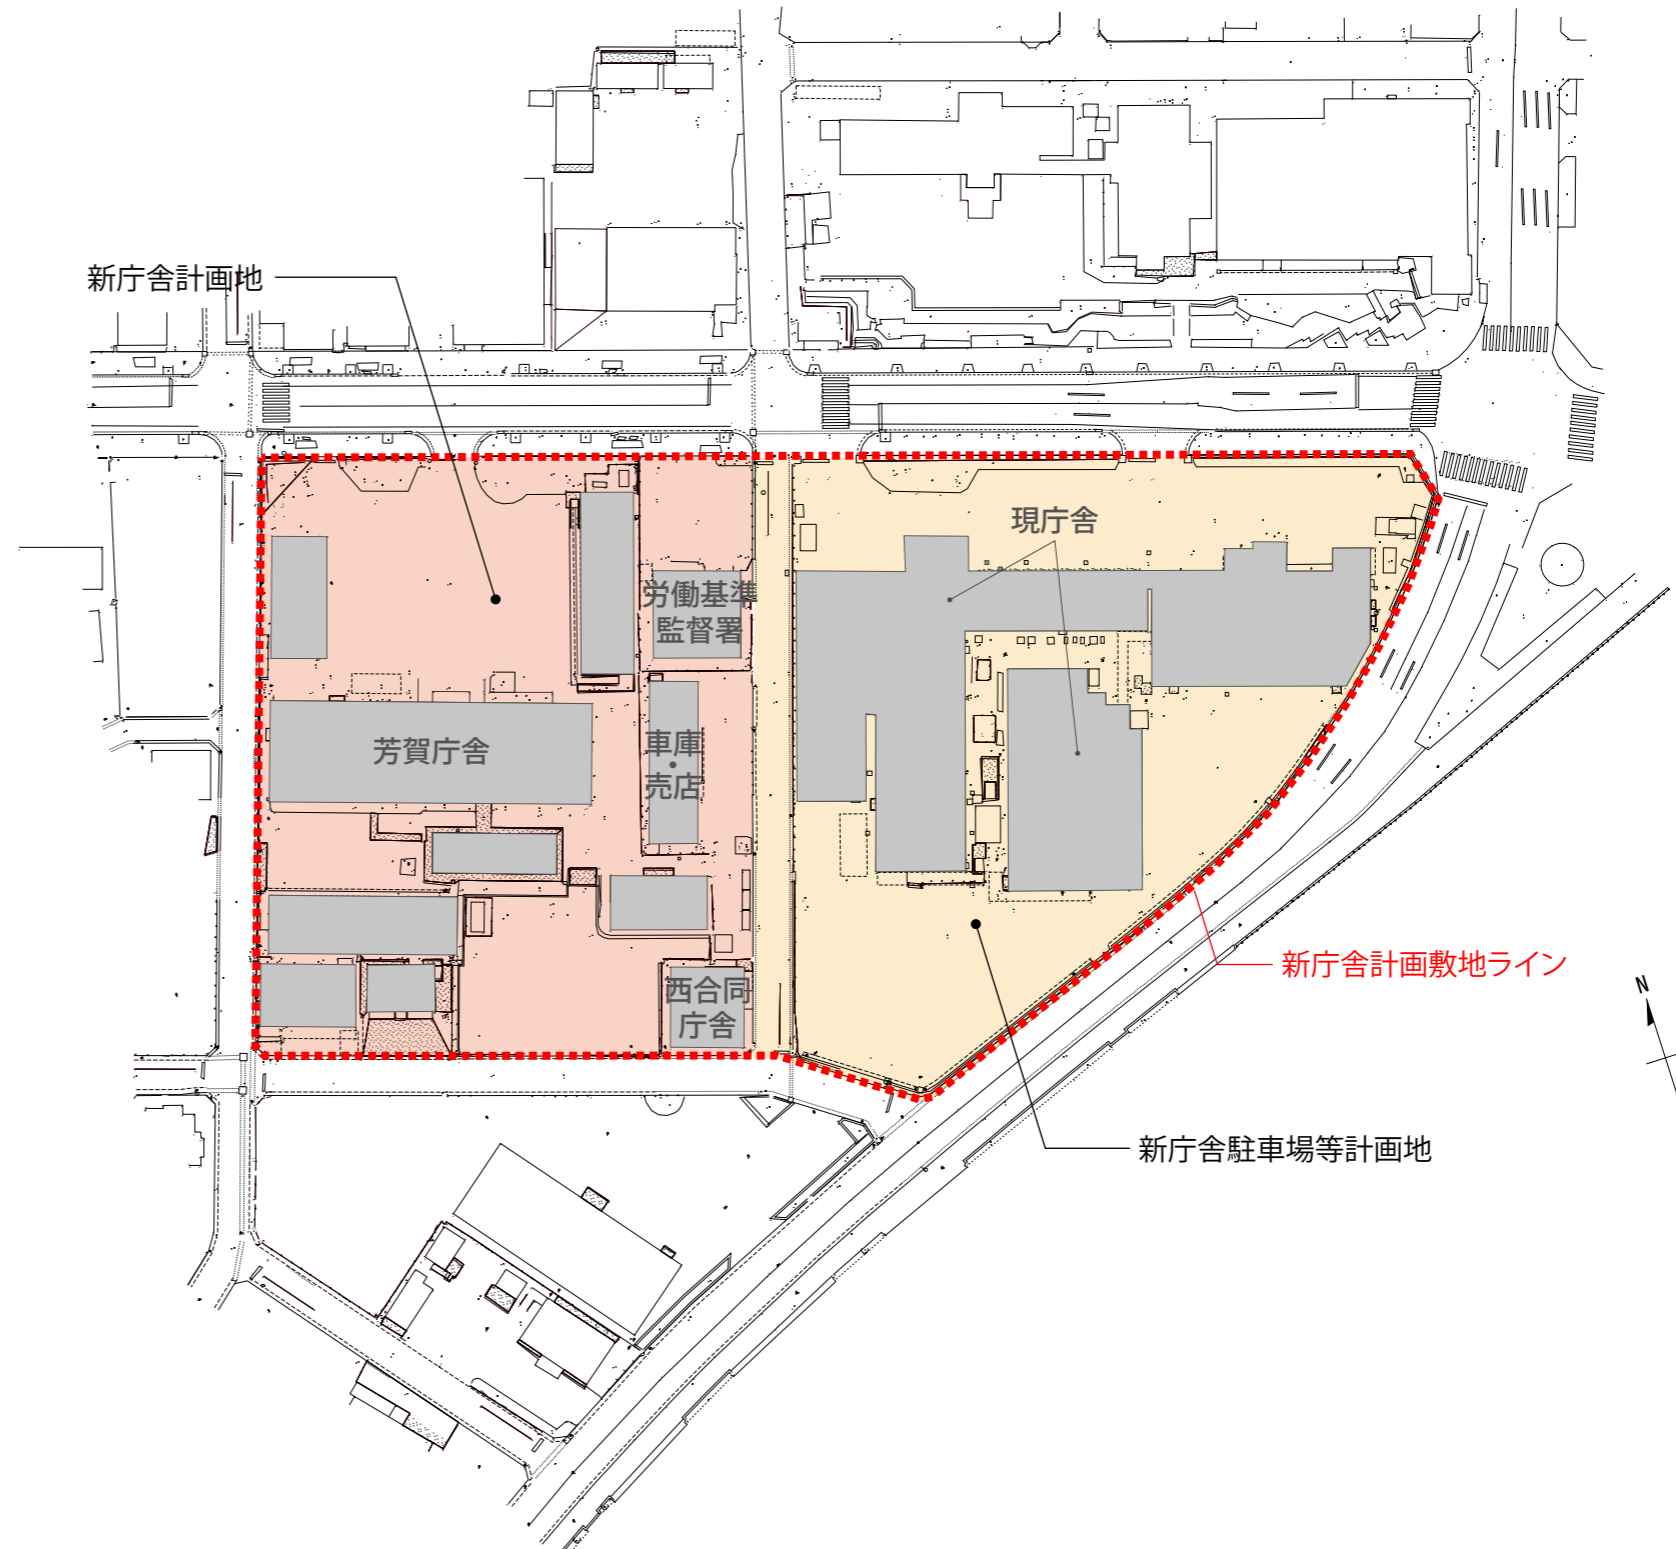 新庁舎計画地
現庁舎
労働基準
監督署
芳賀庁舎
車庫
・
売店
新庁舎計画敷地ライン
西合同
庁舎
N
新庁舎駐車場等計画地